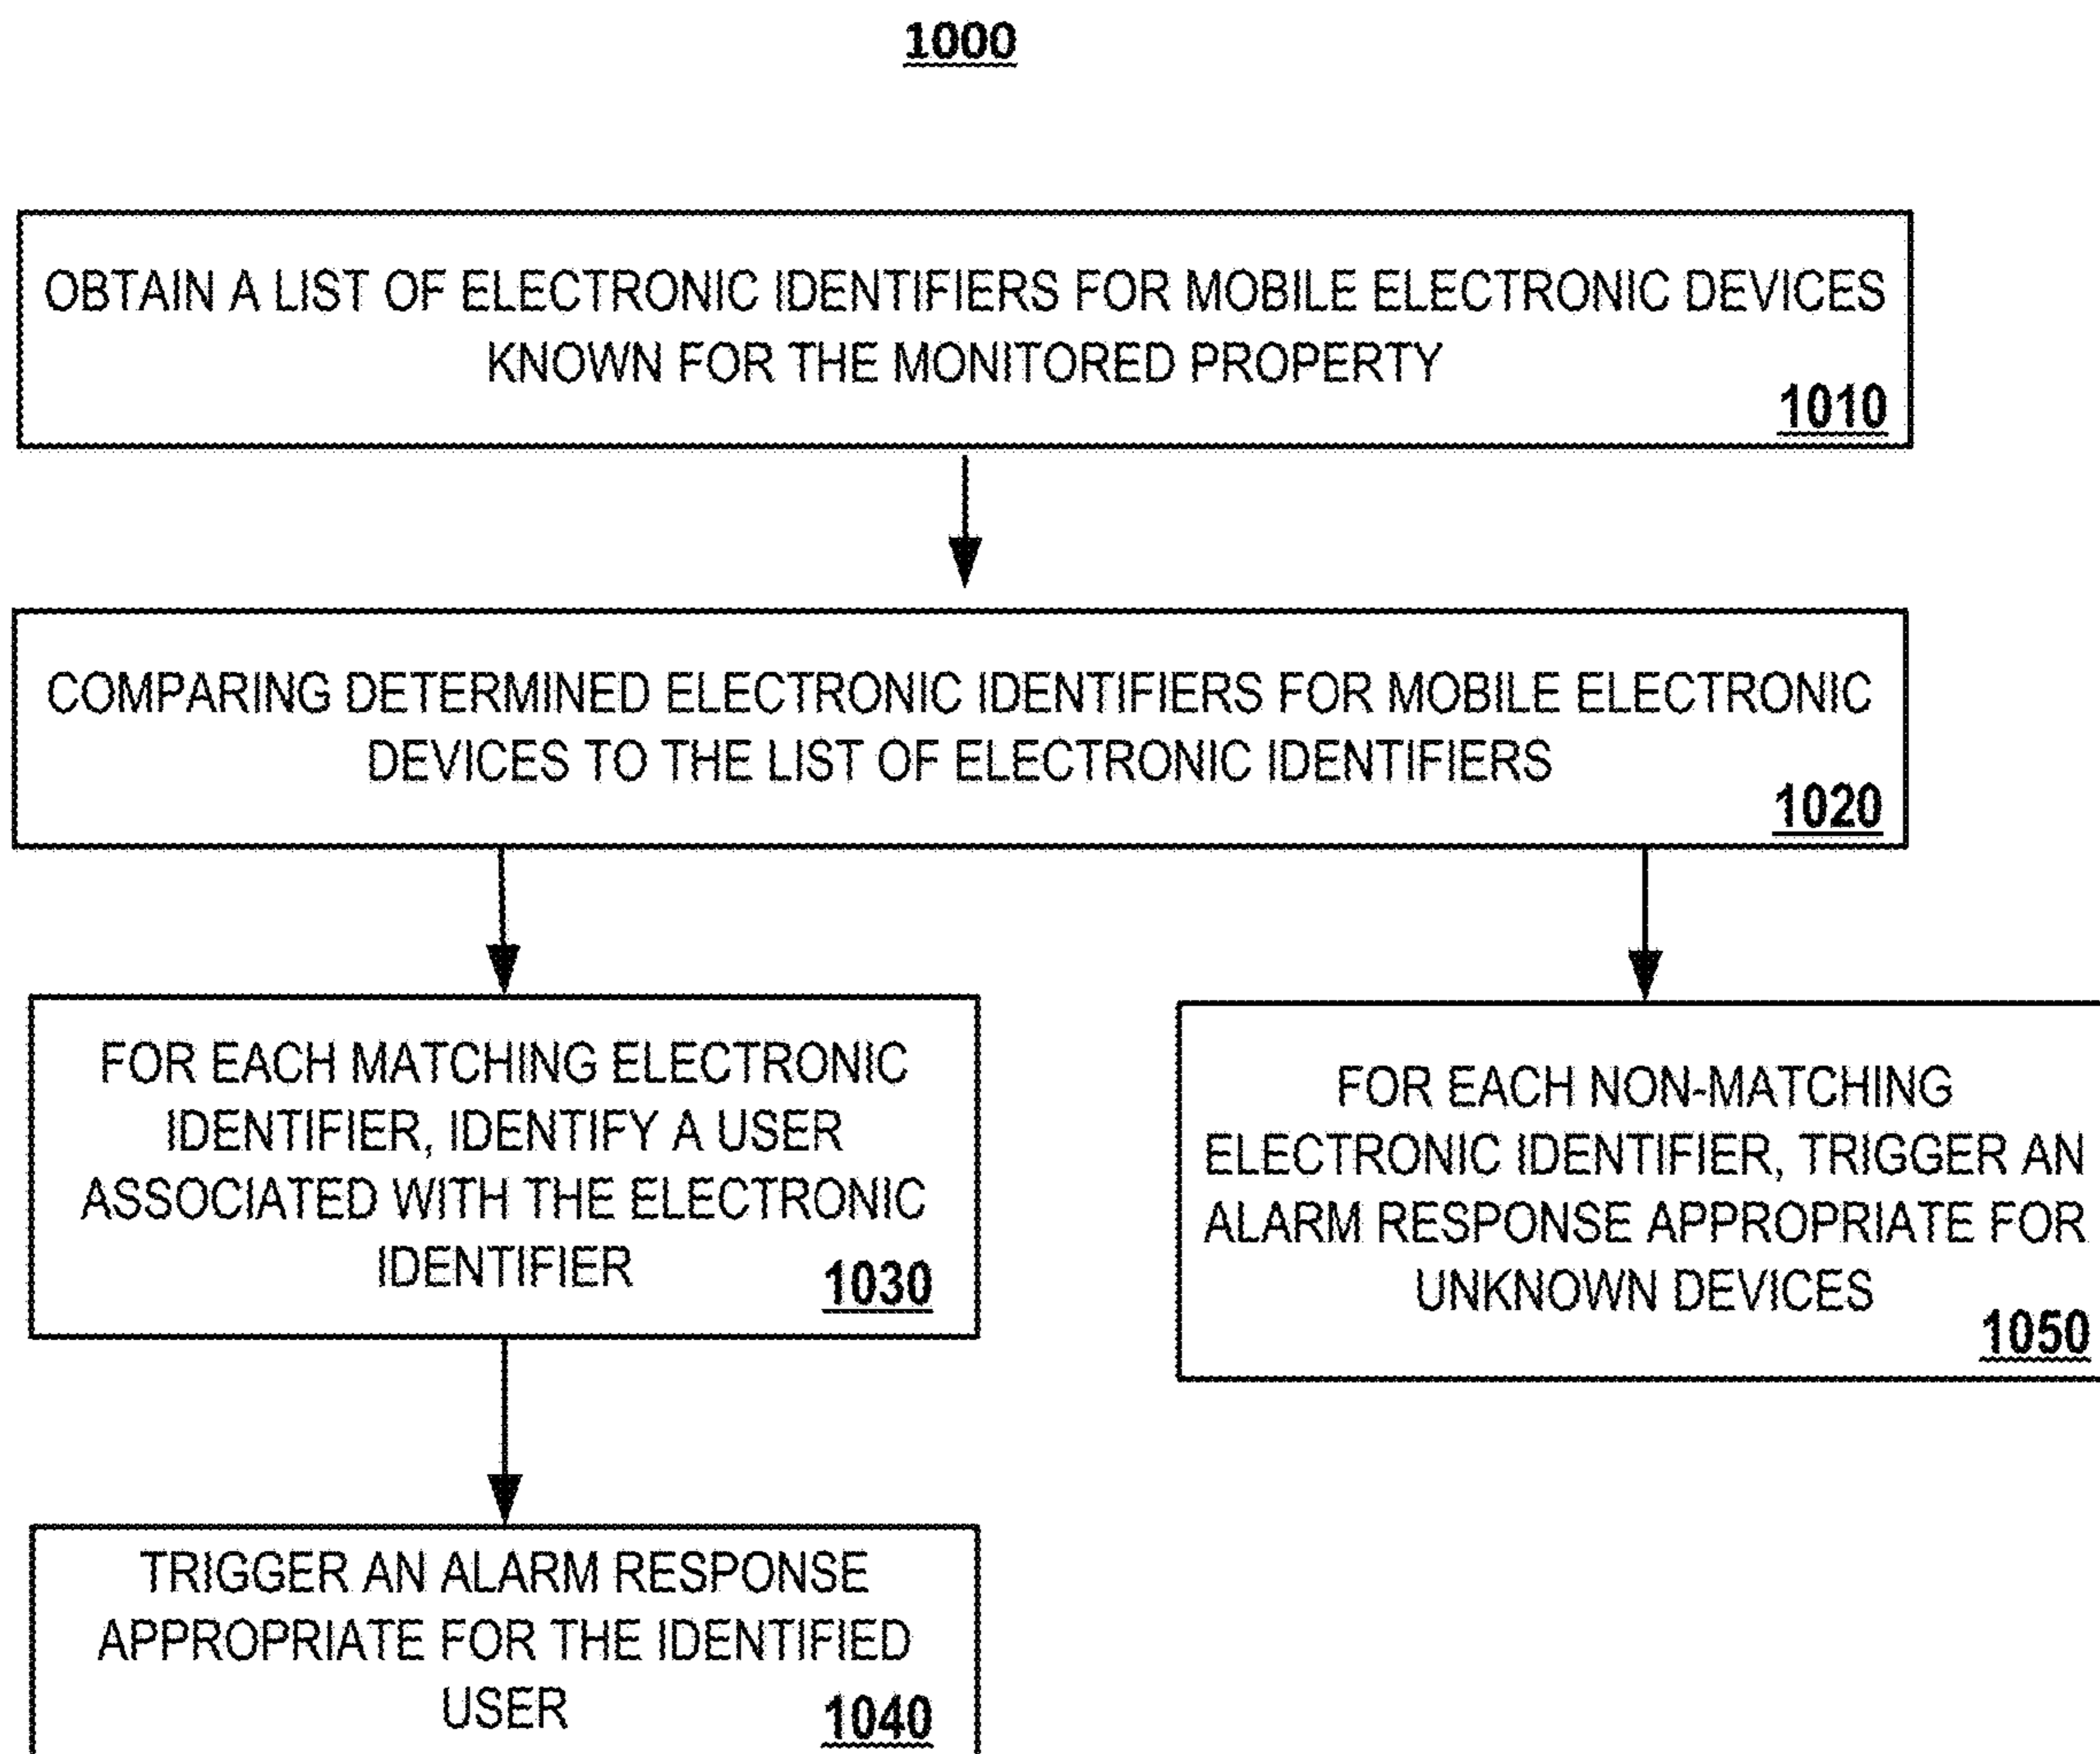 1000
OBTAIN A LIST OF ELECTRONIC IDENTIFIERS FOR MOBILE ELECTRONIC DEVICES
KNOWN FOR THE MONITORED PROPERTY
1010
COMPARING DETERMINED ELECTRONIC IDENTIFIERS FOR MOBILE ELECTRONIC
DEVICES TO THE LIST OF ELECTRONIC IDENTIFIERS
1020
FOR EACH MATCHING ELECTRONIC
IDENTIFIER, IDENTIFY A USER
ASSOCIATED WITH THE ELECTRONIC
IDENTIFIER
1030
FOR EACH NON-MATCHING
ELECTRONIC IDENTIFIER, TRIGGER AN
ALARM RESPONSE APPROPRIATE FOR
UNKNOWN DEVICES
1050
TRIGGER AN ALARM RESPONSE
APPROPRIATE FOR THE IDENTIFIED
USER
1040